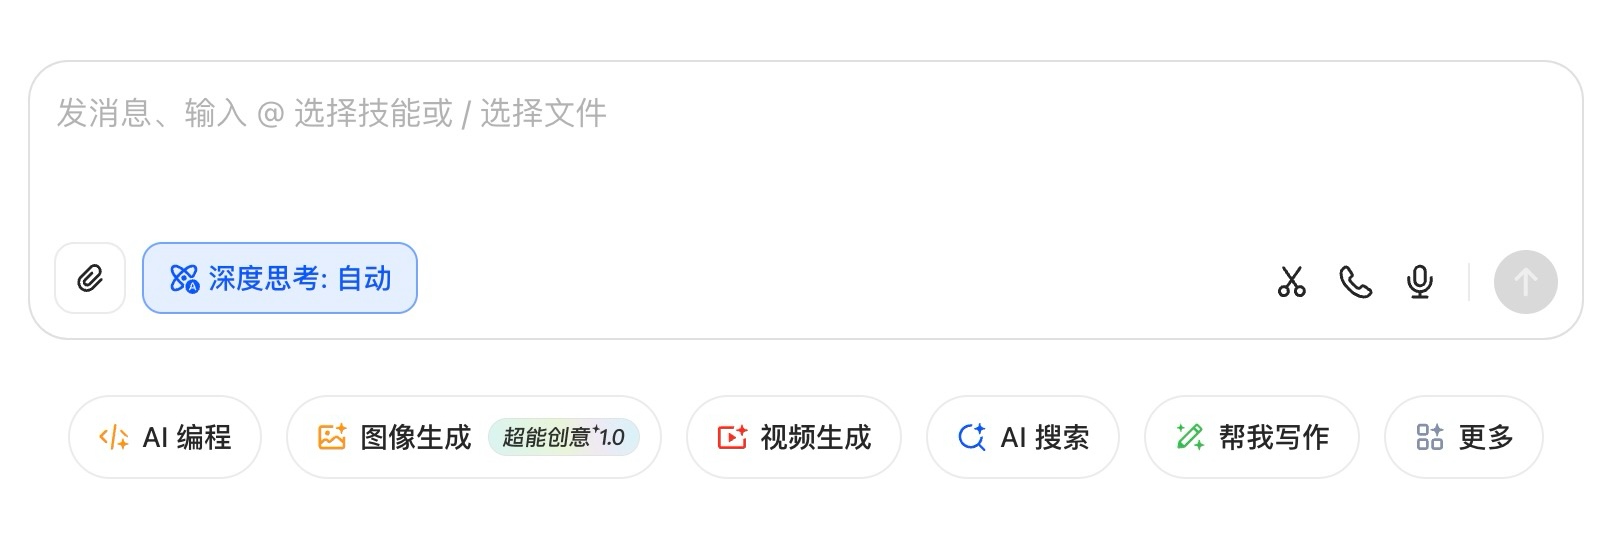 发消息、输入 @ 选择技能或 / 选择文件
深度思考: 自动
AI 编程
图像生成 超能创意 1.0
视频生成
AI 搜索
帮我写作
更多